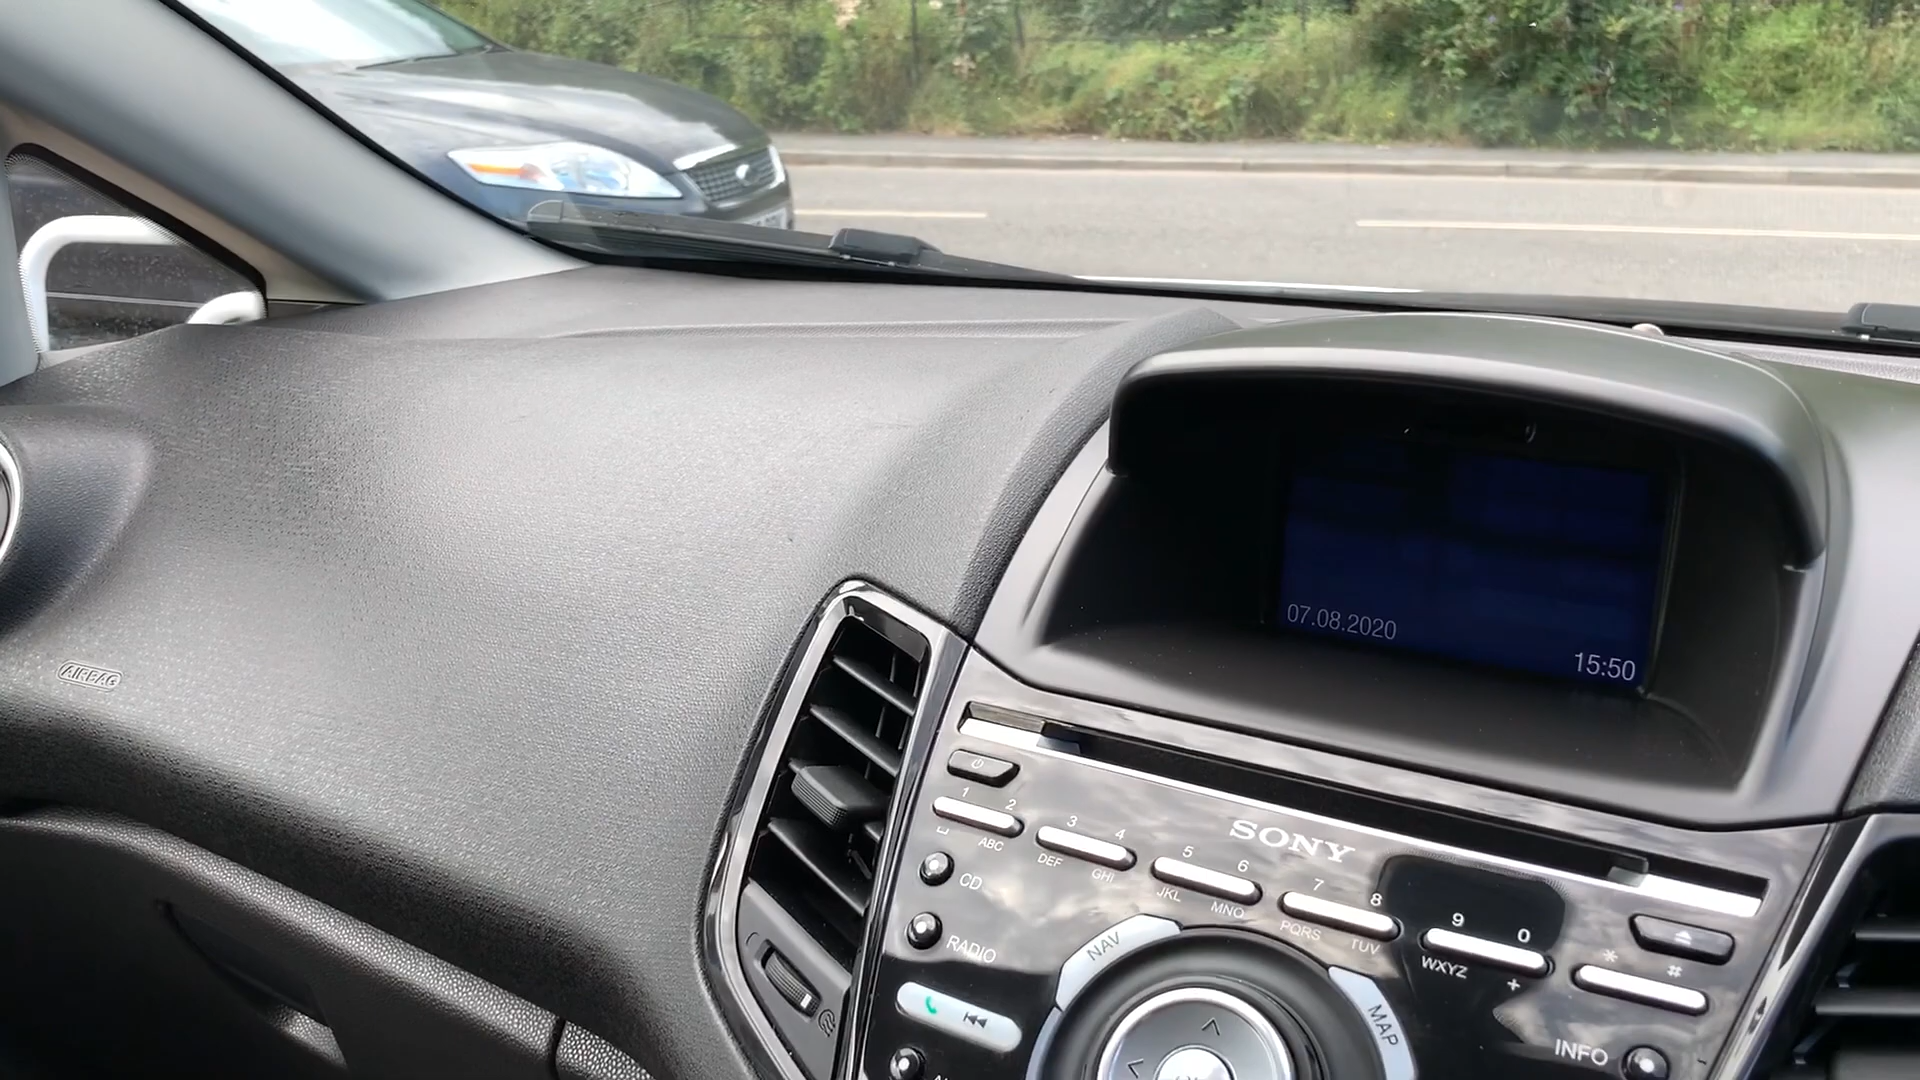 07.08.2020
15:50
AIRBAG
SONY
1 2
ABC
3 4
DEF GHI
5 6
JKL MNO
7 8
PQRS TUV
9 0
WXYZ +
* #
CD
RADIO
NAV
MAP
INFO